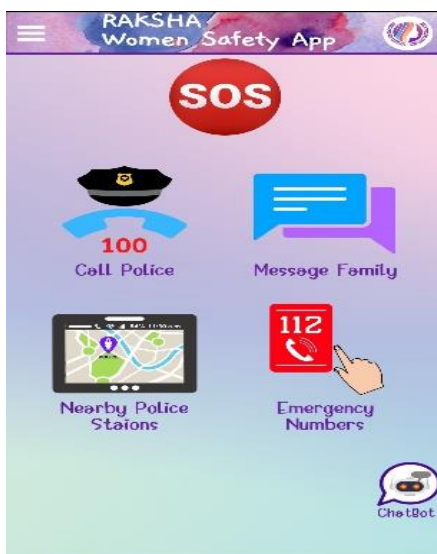 RAKSHA
Women Safety App
SOS
100
Call Police
Message Family
112
Nearby Police
Staions
Emergency
Numbers
ChatBot